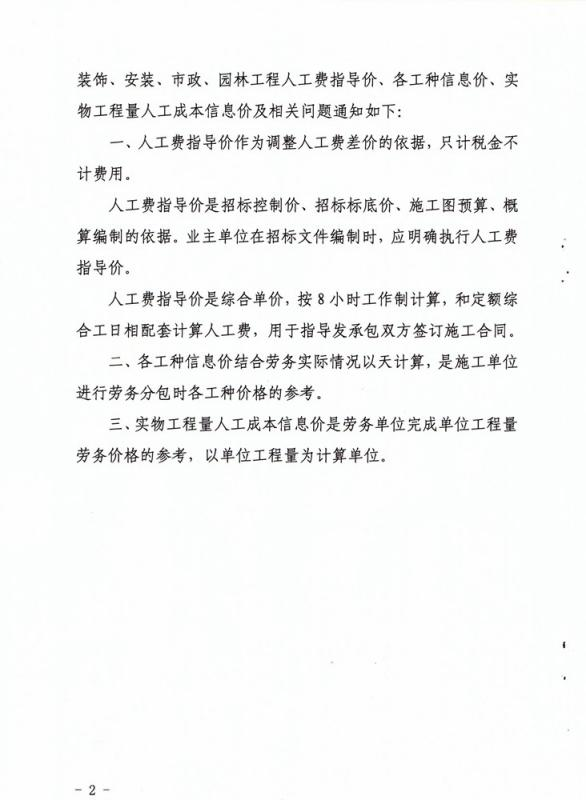 装饰、安装、市政、园林工程人工费指导价、各工种信息价、实
物工程量人工成本信息价及相关问题通知如下：
一、人工费指导价作为调整人工费差价的依据，只计税金不
计费用。
人工费指导价是招标控制价、招标标底价、施工图预算、概
算编制的依据。业主单位在招标文件编制时，应明确执行人工费
指导价。
人工费指导价是综合单价，按 8 小时工作制计算，和定额综
合工日相配套计算人工费，用于指导发承包双方签订施工合同。
二、各工种信息价结合劳务实际情况以天计算，是施工单位
进行劳务分包时各工种价格的参考。
三、实物工程量人工成本信息价是劳务单位完成单位工程量
劳务价格的参考，以单位工程量为计算单位。
- 2 -